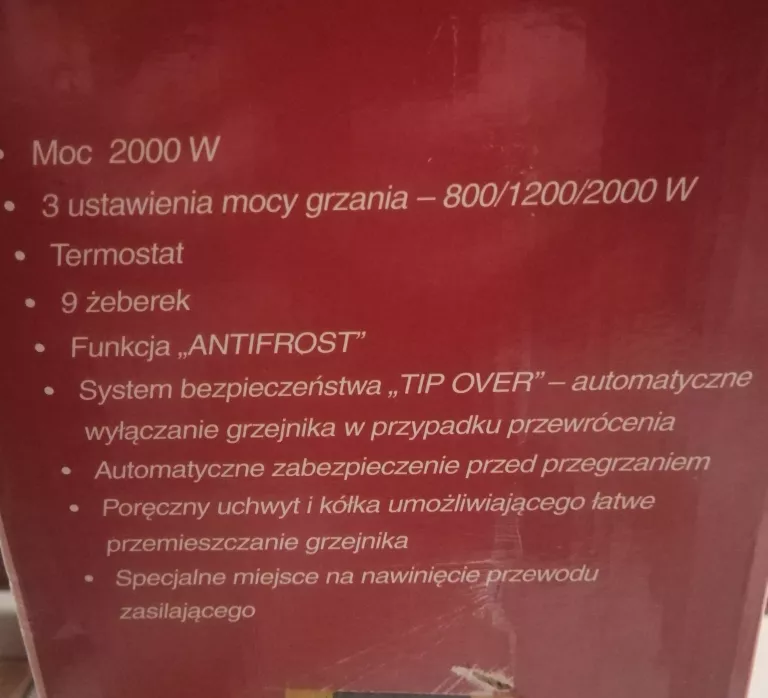 • Moc 2000 W
• 3 ustawienia mocy grzania – 800/1200/2000 W
• Termostat
• 9 żeberek
• Funkcja „ANTIFROST”
• System bezpieczeństwa „TIP OVER” – automatyczne
wyłączanie grzejnika w przypadku przewrócenia
• Automatyczne zabezpieczenie przed przegrzaniem
• Poręczny uchwyt i kółka umożliwiającego łatwe
przemieszczanie grzejnika
• Specjalne miejsce na nawinięcie przewodu
zasilającego